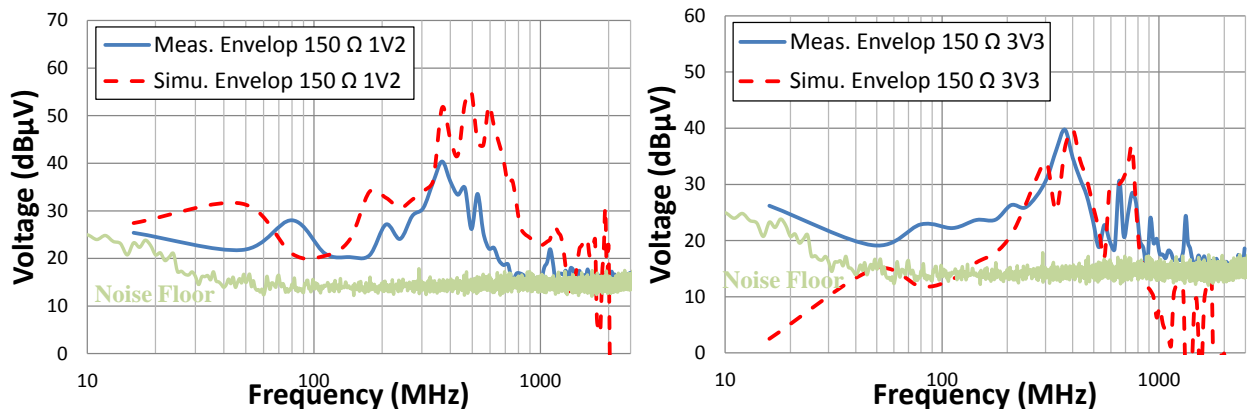 70
60
50
40
30
20
10
0
Voltage (dBµV)
Meas. Envelop 150 Ω 1V2
Simu. Envelop 150 Ω 1V2
Noise Floor
10
100
1000
Frequency (MHz)
60
50
40
30
20
10
0
Voltage (dBµV)
Meas. Envelop 150 Ω 3V3
Simu. Envelop 150 Ω 3V3
Noise Floor
10
100
1000
Frequency (MHz)